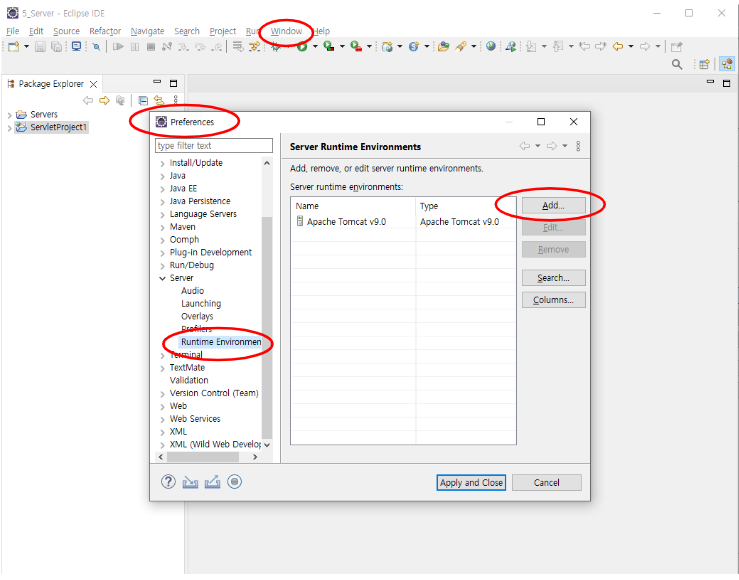 5_Server - Eclipse IDE
File Edit Source Refactor Navigate Search Project Run Window Help
Package Explorer
Servers
ServletProject1
Preferences
type filter text
Install/Update
Java
Java EE
Java Persistence
Language Servers
Maven
Oomph
Plug-in Development
Run/Debug
Server
Audio
Launching
Overlays
Profilers
Runtime Environmen
Terminal
TextMate
Validation
Version Control (Team)
Web
Web Services
XML
XML (Wild Web Develop
Server Runtime Environments
Add, remove, or edit server runtime environments.
Server runtime environments:
Name Type
Apache Tomcat v9.0 Apache Tomcat v9.0
Add...
Edit...
Remove
Search...
Columns...
Apply and Close Cancel